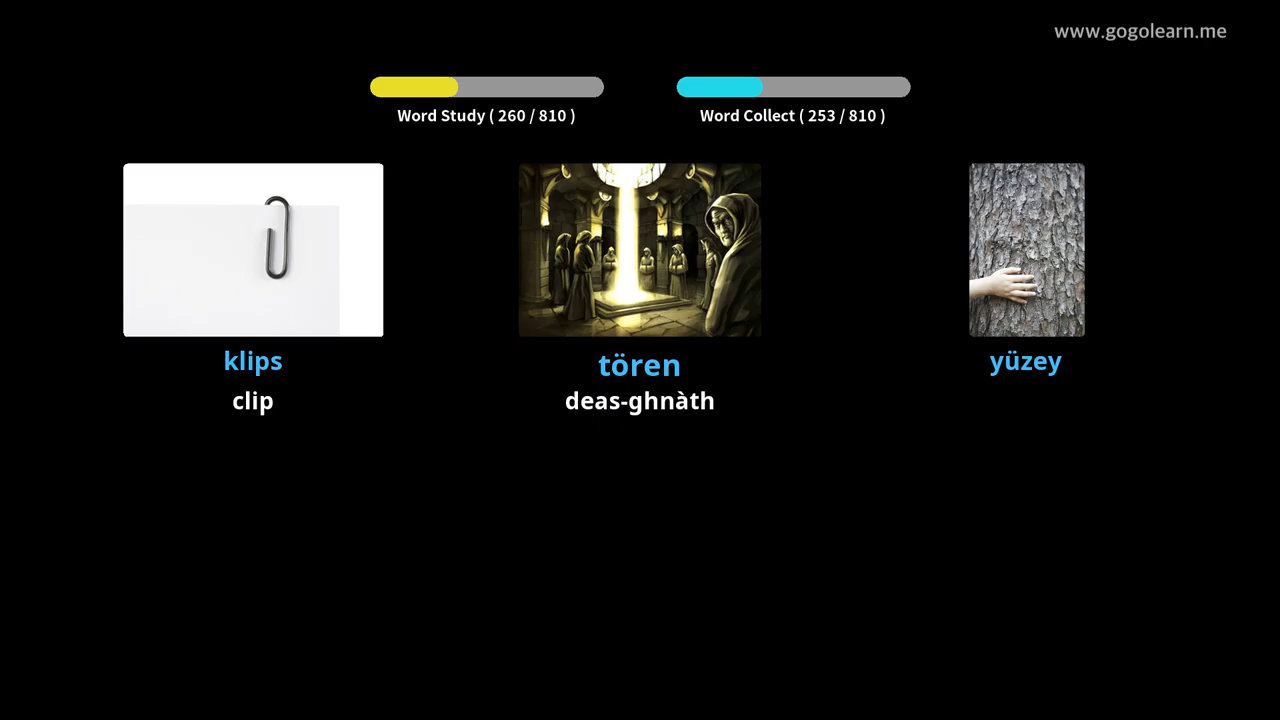 www.gogolearn.me
Word Study ( 260 / 810 )
Word Collect ( 253 / 810 )
klips
clip
tören
deas-ghnàth
yüzey